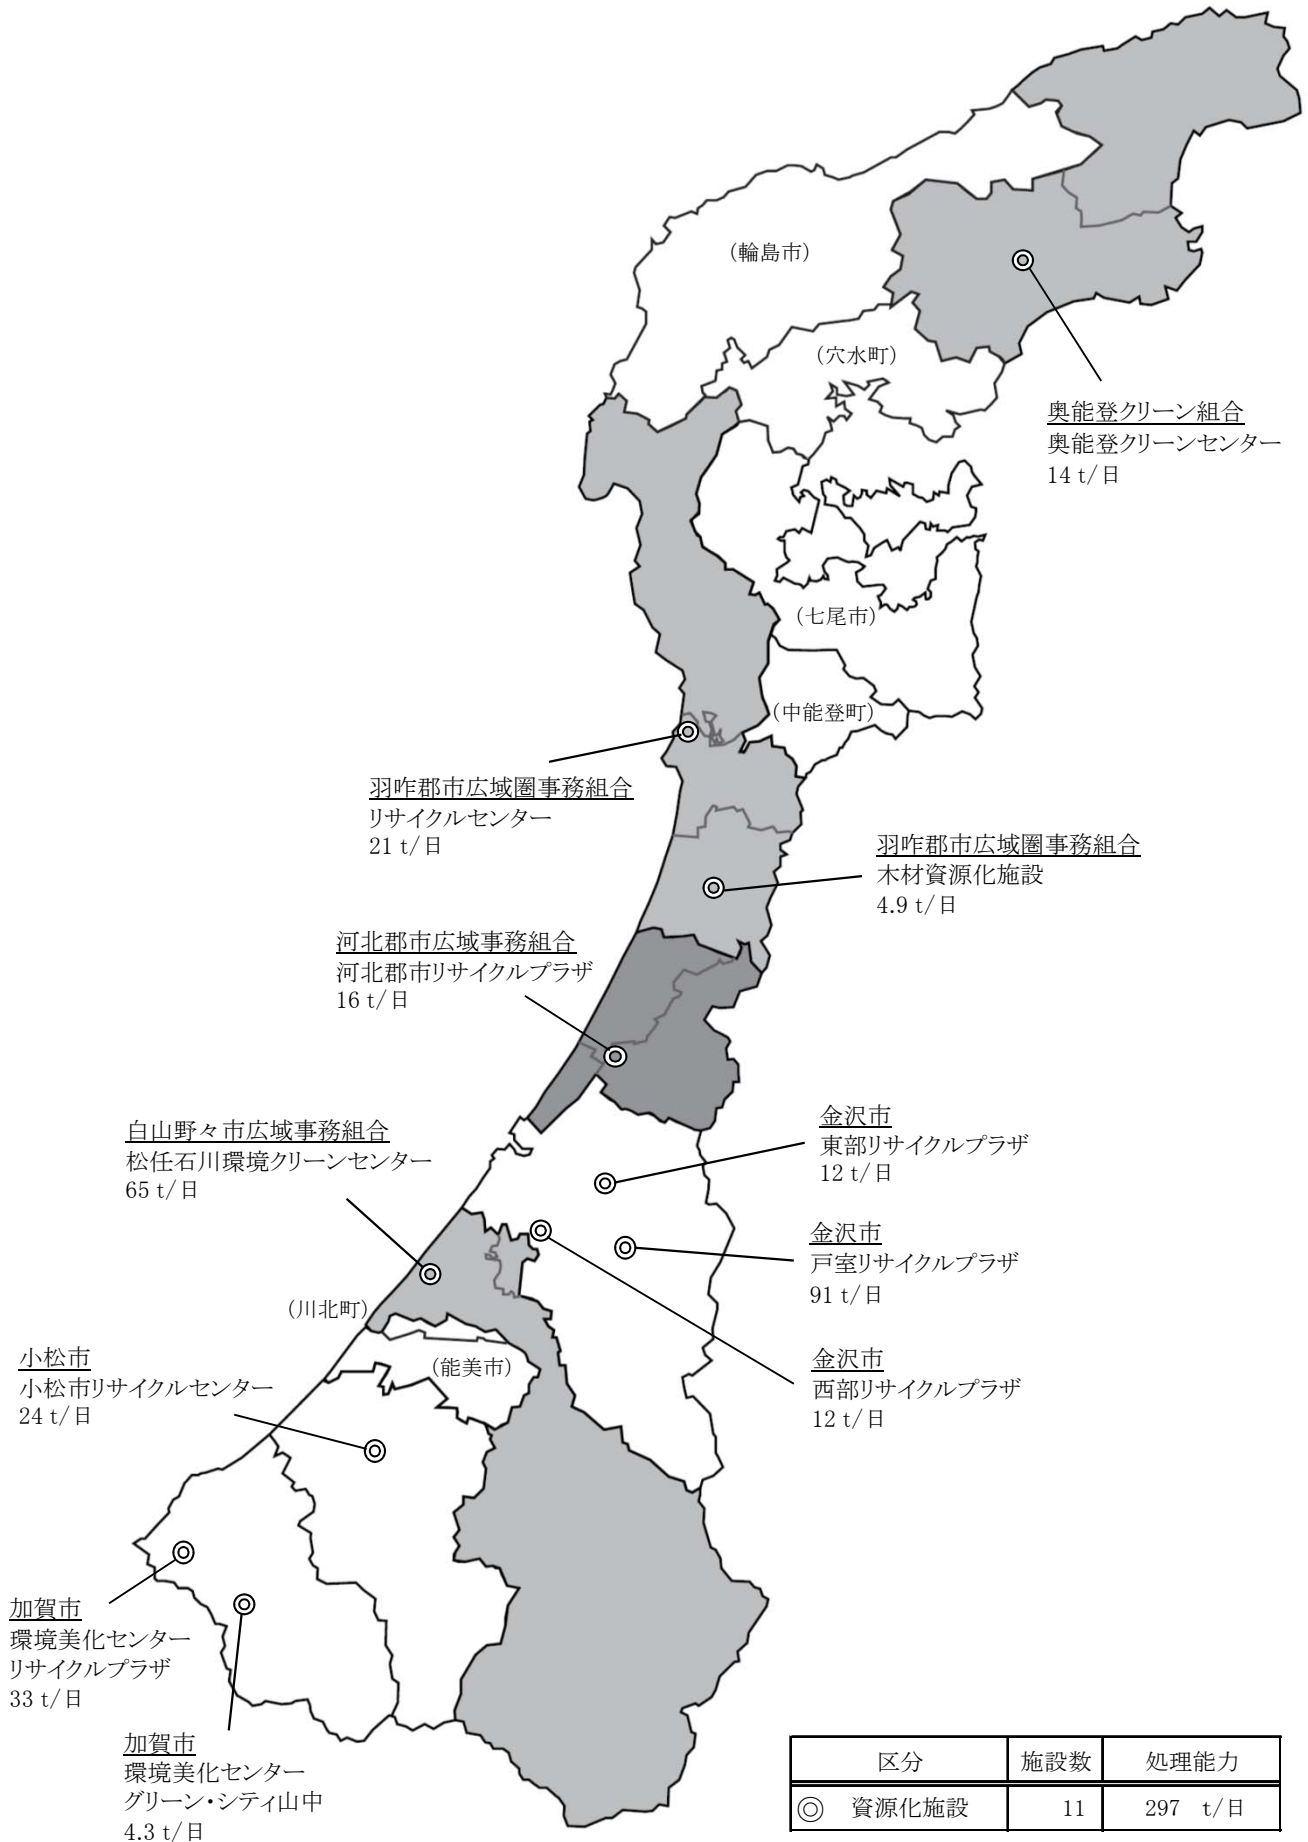 (輪島市)
(穴水町)
奥能登クリーン組合
奥能登クリーンセンター
14 t/日
(七尾市)
(中能登町)
羽咋郡市広域圏事務組合
リサイクルセンター
21 t/日
羽咋郡市広域圏事務組合
木材資源化施設
4.9 t/日
河北郡市広域事務組合
河北郡市リサイクルプラザ
16 t/日
金沢市
東部リサイクルプラザ
12 t/日
白山野々市広域事務組合
松任石川環境クリーンセンター
65 t/日
金沢市
戸室リサイクルプラザ
91 t/日
(川北町)
金沢市
西部リサイクルプラザ
12 t/日
小松市
小松市リサイクルセンター
24 t/日
(能美市)
加賀市
環境美化センター
リサイクルプラザ
33 t/日
加賀市
環境美化センター
グリーン・シティ山中
4.3 t/日
区分 施設数 処理能力
◎ 資源化施設 11 297 t/日